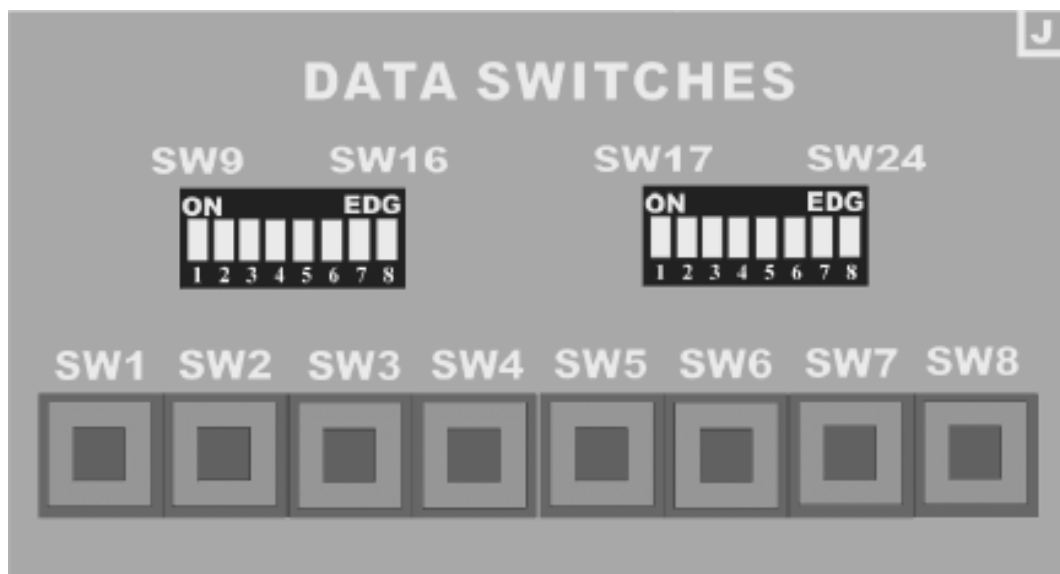 J
DATA SWITCHES
SW9 SW16 SW17 SW24
ON EDG ON EDG
1 2 3 4 5 6 7 8 1 2 3 4 5 6 7 8
SW1 SW2 SW3 SW4 SW5 SW6 SW7 SW8